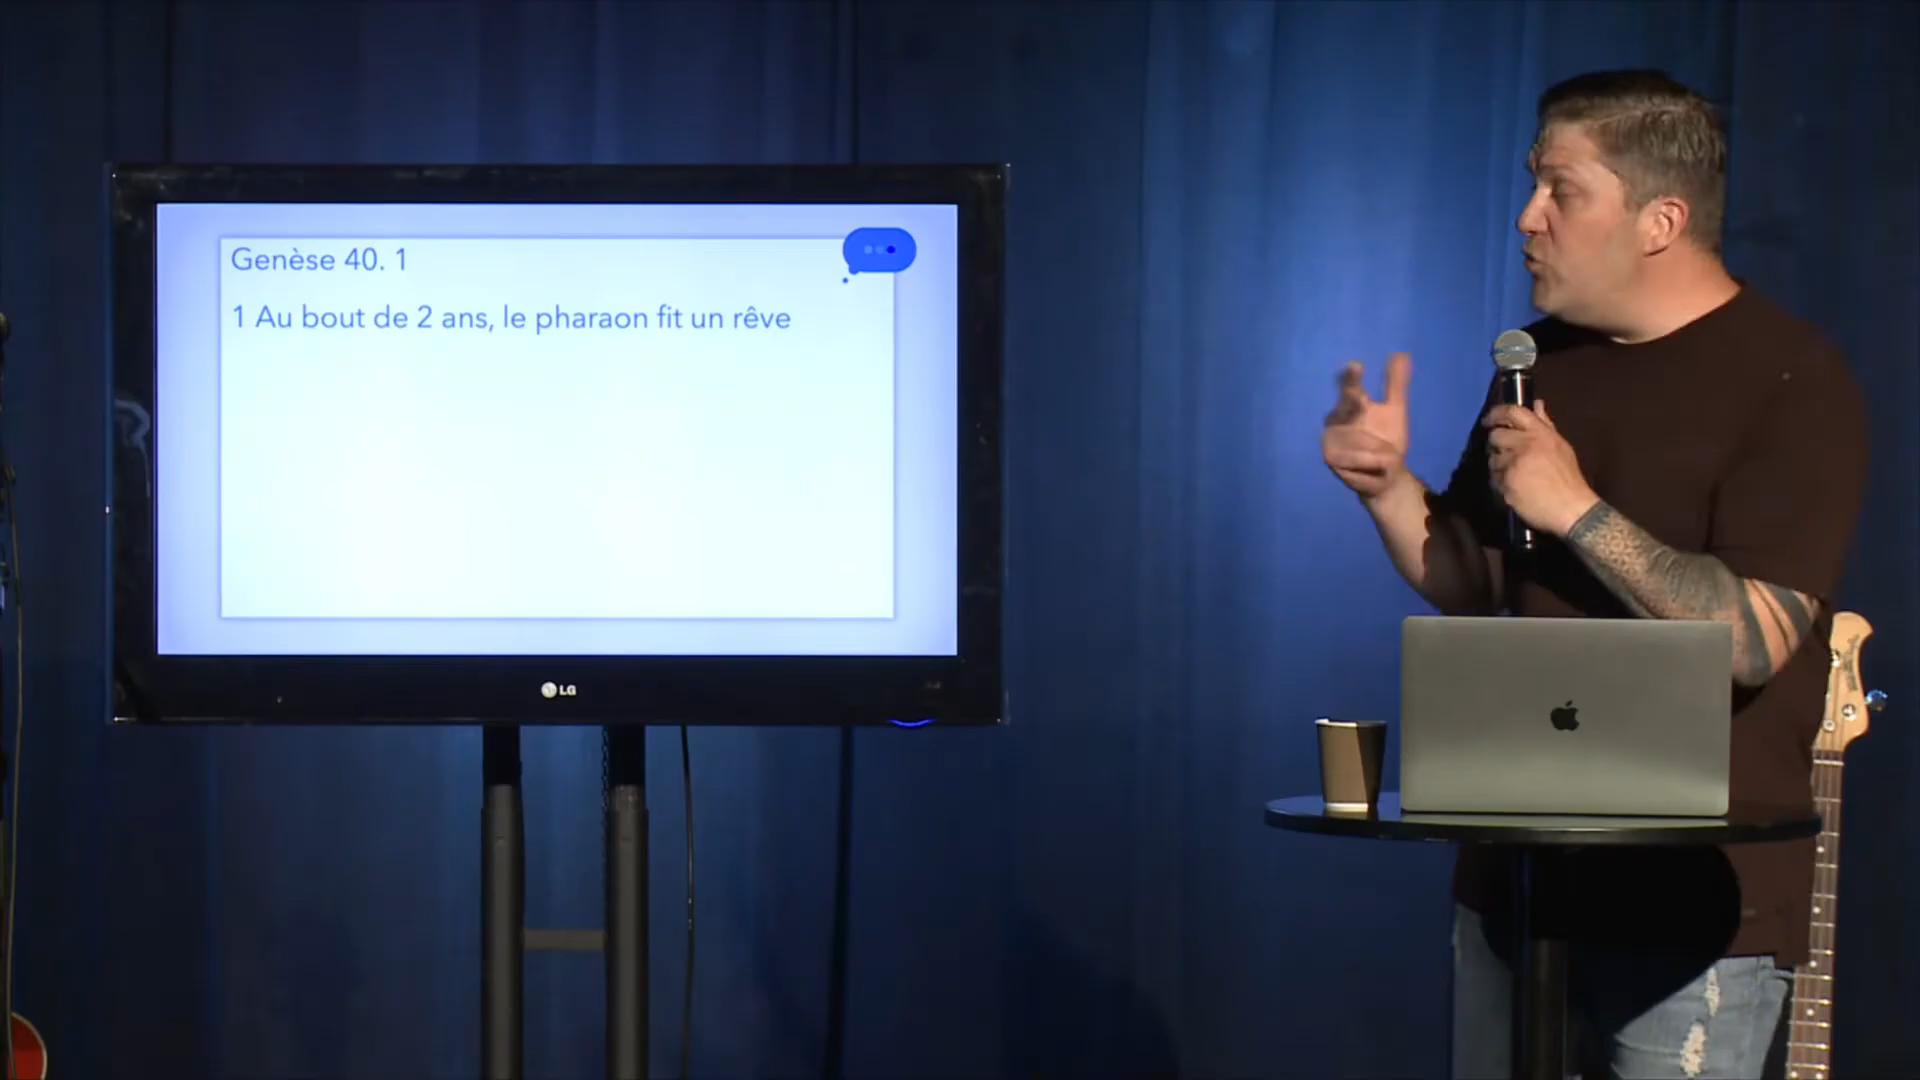 Genèse 40. 1
1 Au bout de 2 ans, le pharaon fit un rêve
LG